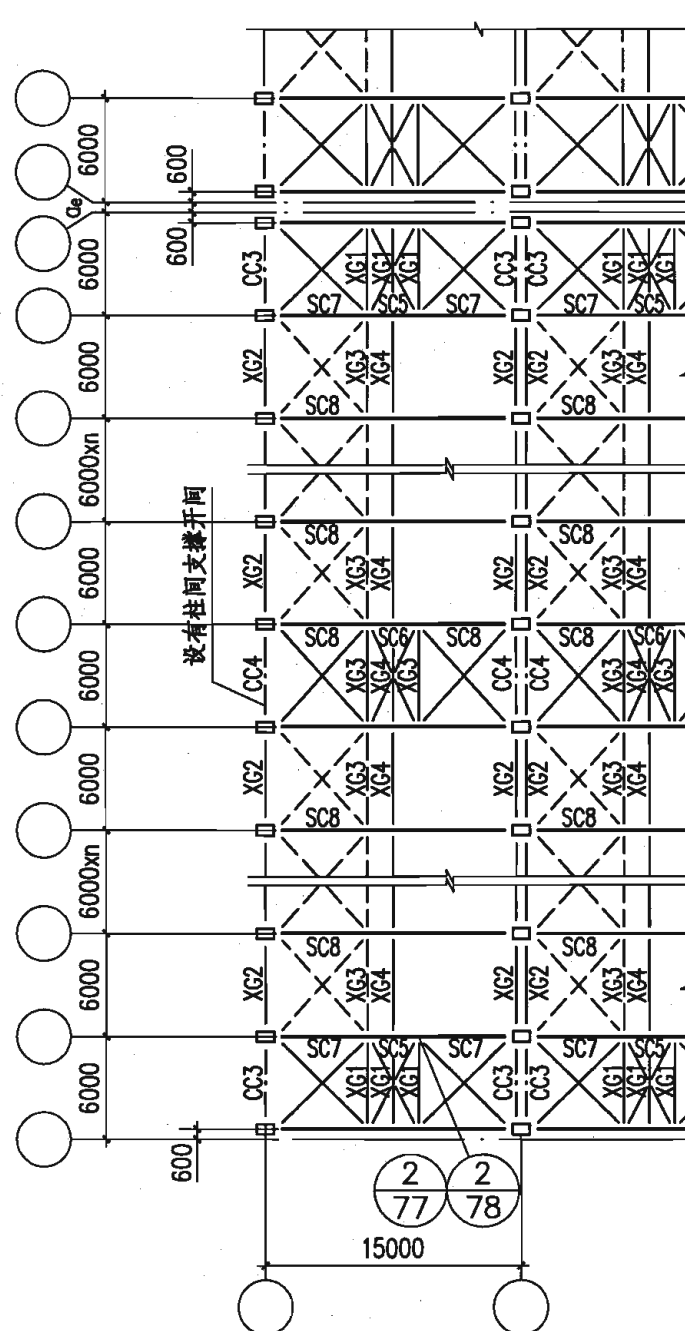 6000
600
ae
600
6000
CC3
XG1
XG1
XG1
CC3
CC3
XG1
XG1
XG1
SC7
SC5
SC7
SC7
SC5
6000
XG2
XG3
XG4
XG2
XG2
XG3
XG4
SC8
SC8
6000xn
设有柱间支撑开间
SC8
SC8
6000
XG2
XG3
XG4
XG2
XG2
XG3
XG4
SC8
SC6
SC8
SC8
SC6
6000
CC4
XG3
XG4
XG3
CC4
CC4
XG3
XG4
XG3
6000
XG2
XG3
XG4
XG2
XG2
XG3
XG4
SC8
SC8
6000xn
SC8
SC8
6000
XG2
XG3
XG4
XG2
XG2
XG3
XG4
SC7
SC5
SC7
SC7
SC5
6000
CC3
XG1
XG1
XG1
CC3
CC3
XG1
XG1
XG1
600
2
77
2
78
15000